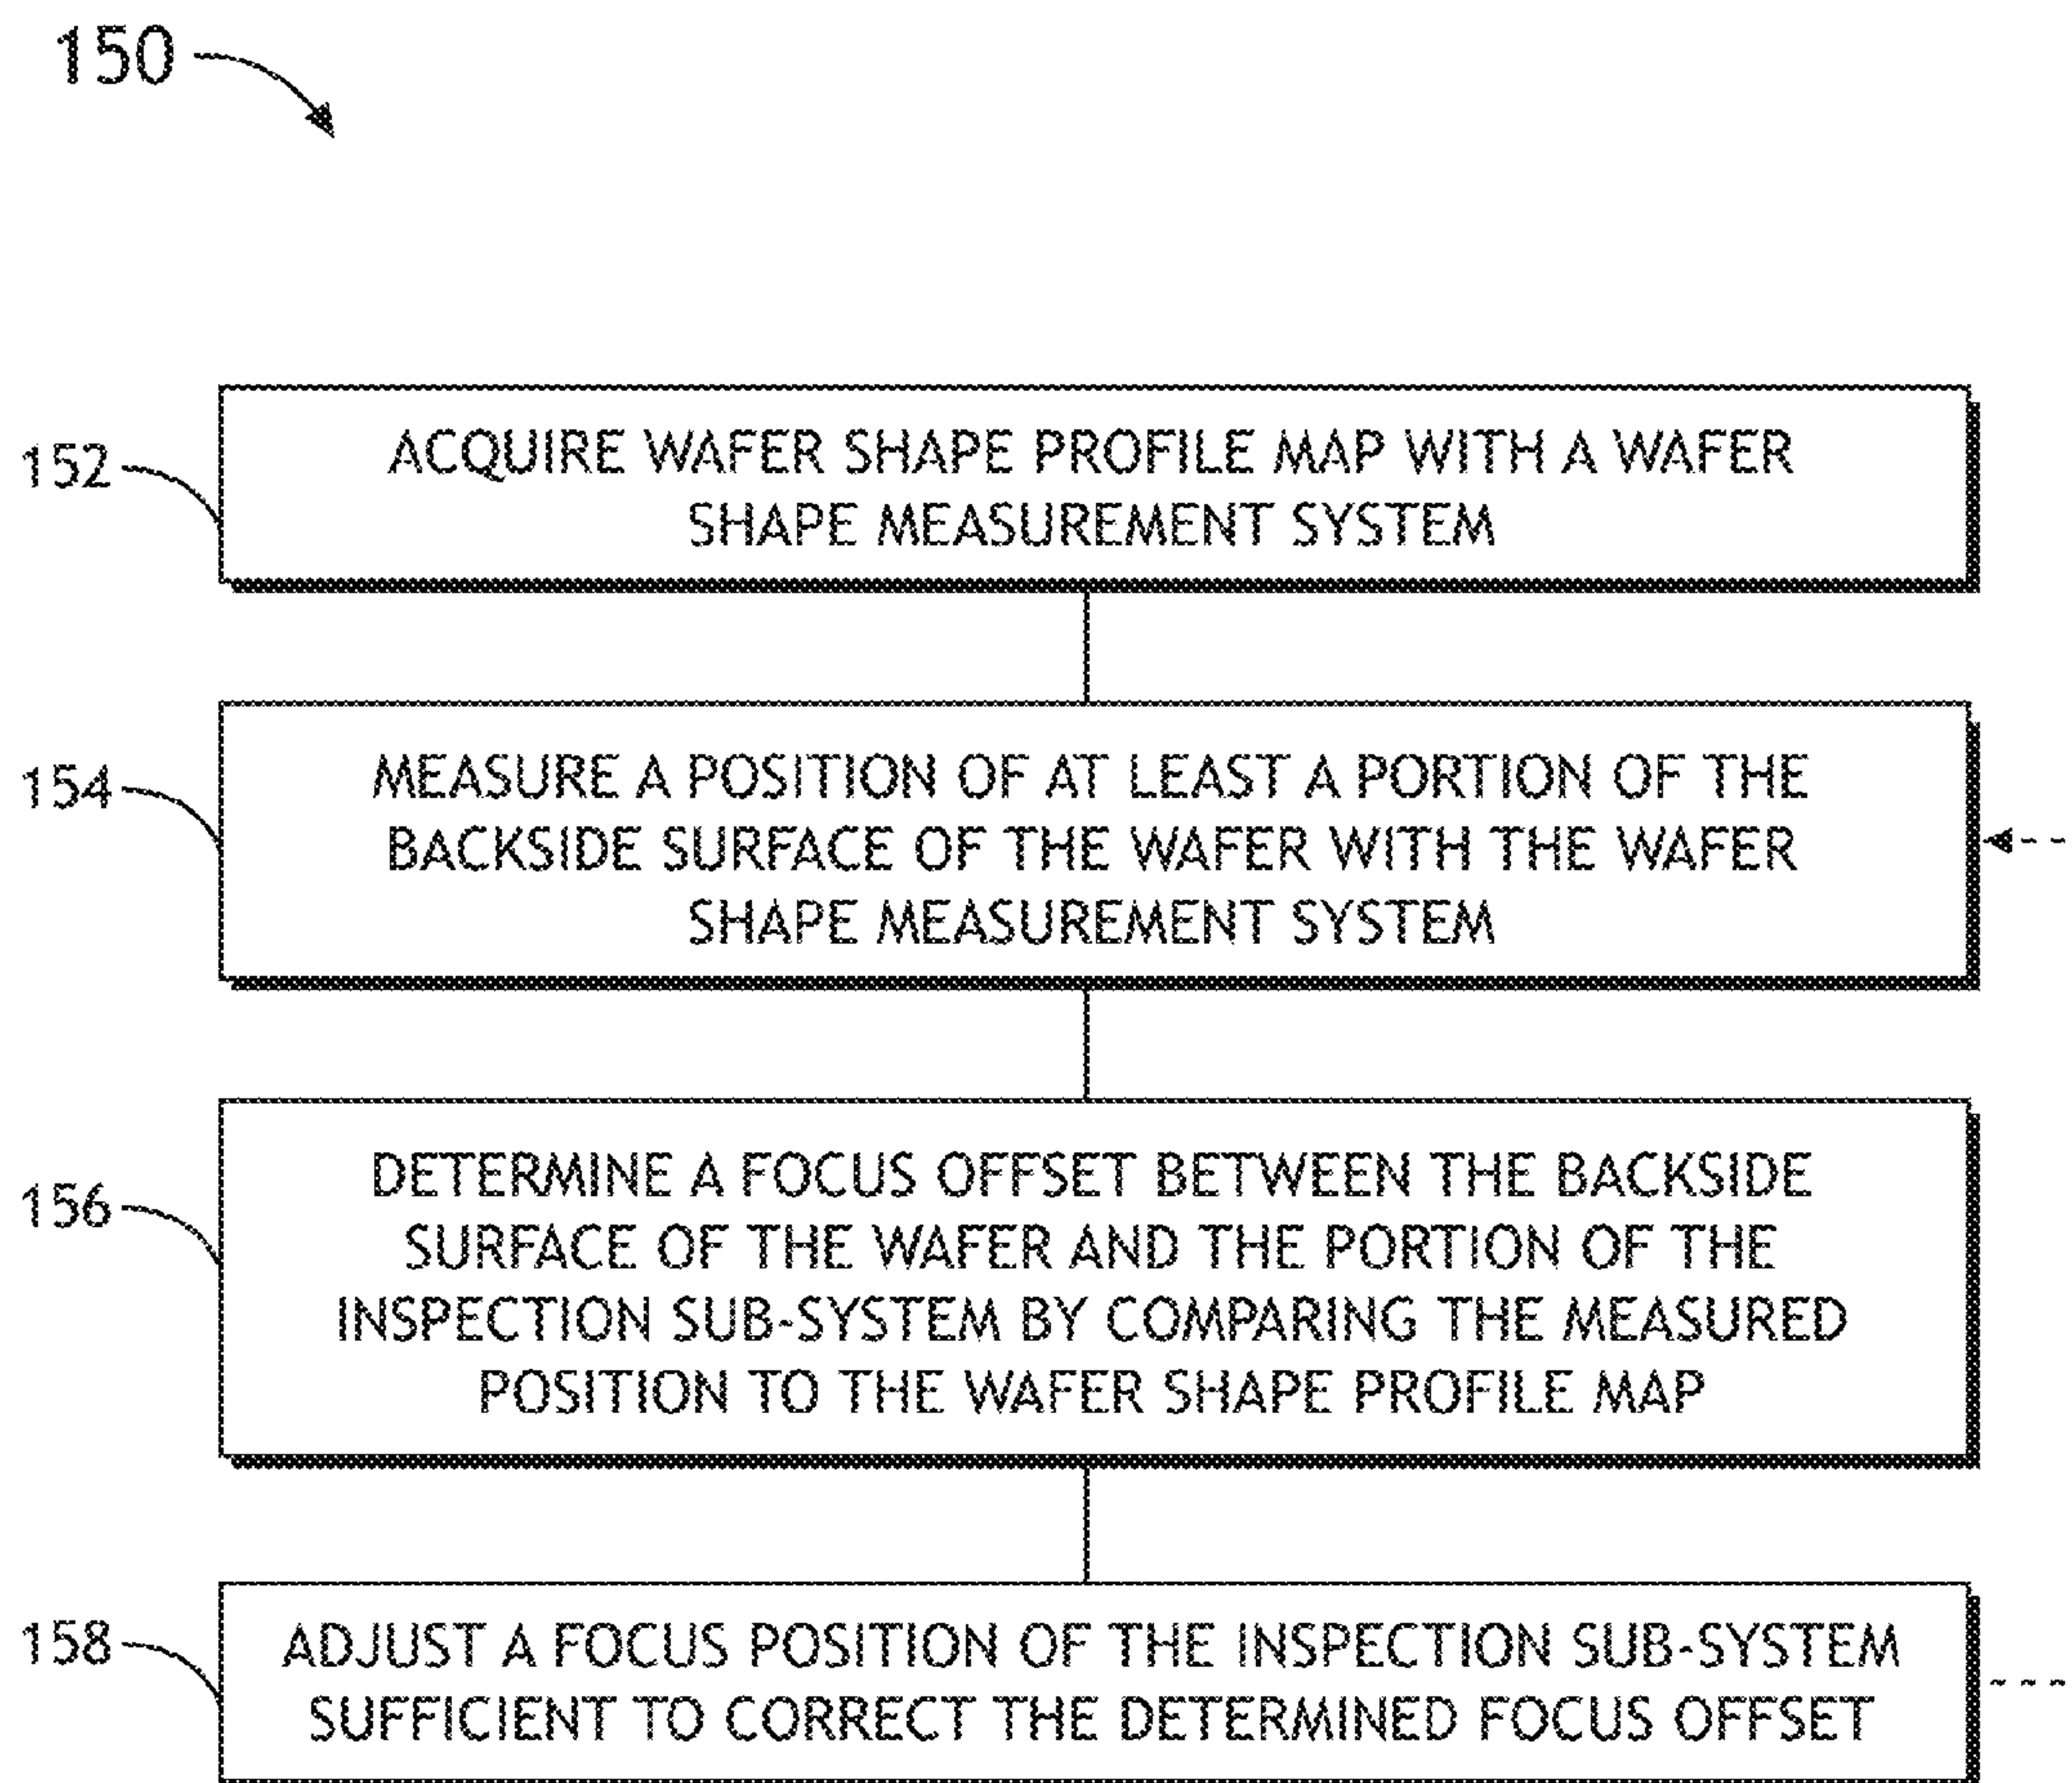 150
152
ACQUIRE WAFER SHAPE PROFILE MAP WITH A WAFER
SHAPE MEASUREMENT SYSTEM
154
MEASURE A POSITION OF AT LEAST A PORTION OF THE
BACKSIDE SURFACE OF THE WAFER WITH THE WAFER
SHAPE MEASUREMENT SYSTEM
156
DETERMINE A FOCUS OFFSET BETWEEN THE BACKSIDE
SURFACE OF THE WAFER AND THE PORTION OF THE
INSPECTION SUB-SYSTEM BY COMPARING THE MEASURED
POSITION TO THE WAFER SHAPE PROFILE MAP
158
ADJUST A FOCUS POSITION OF THE INSPECTION SUB-SYSTEM
SUFFICIENT TO CORRECT THE DETERMINED FOCUS OFFSET